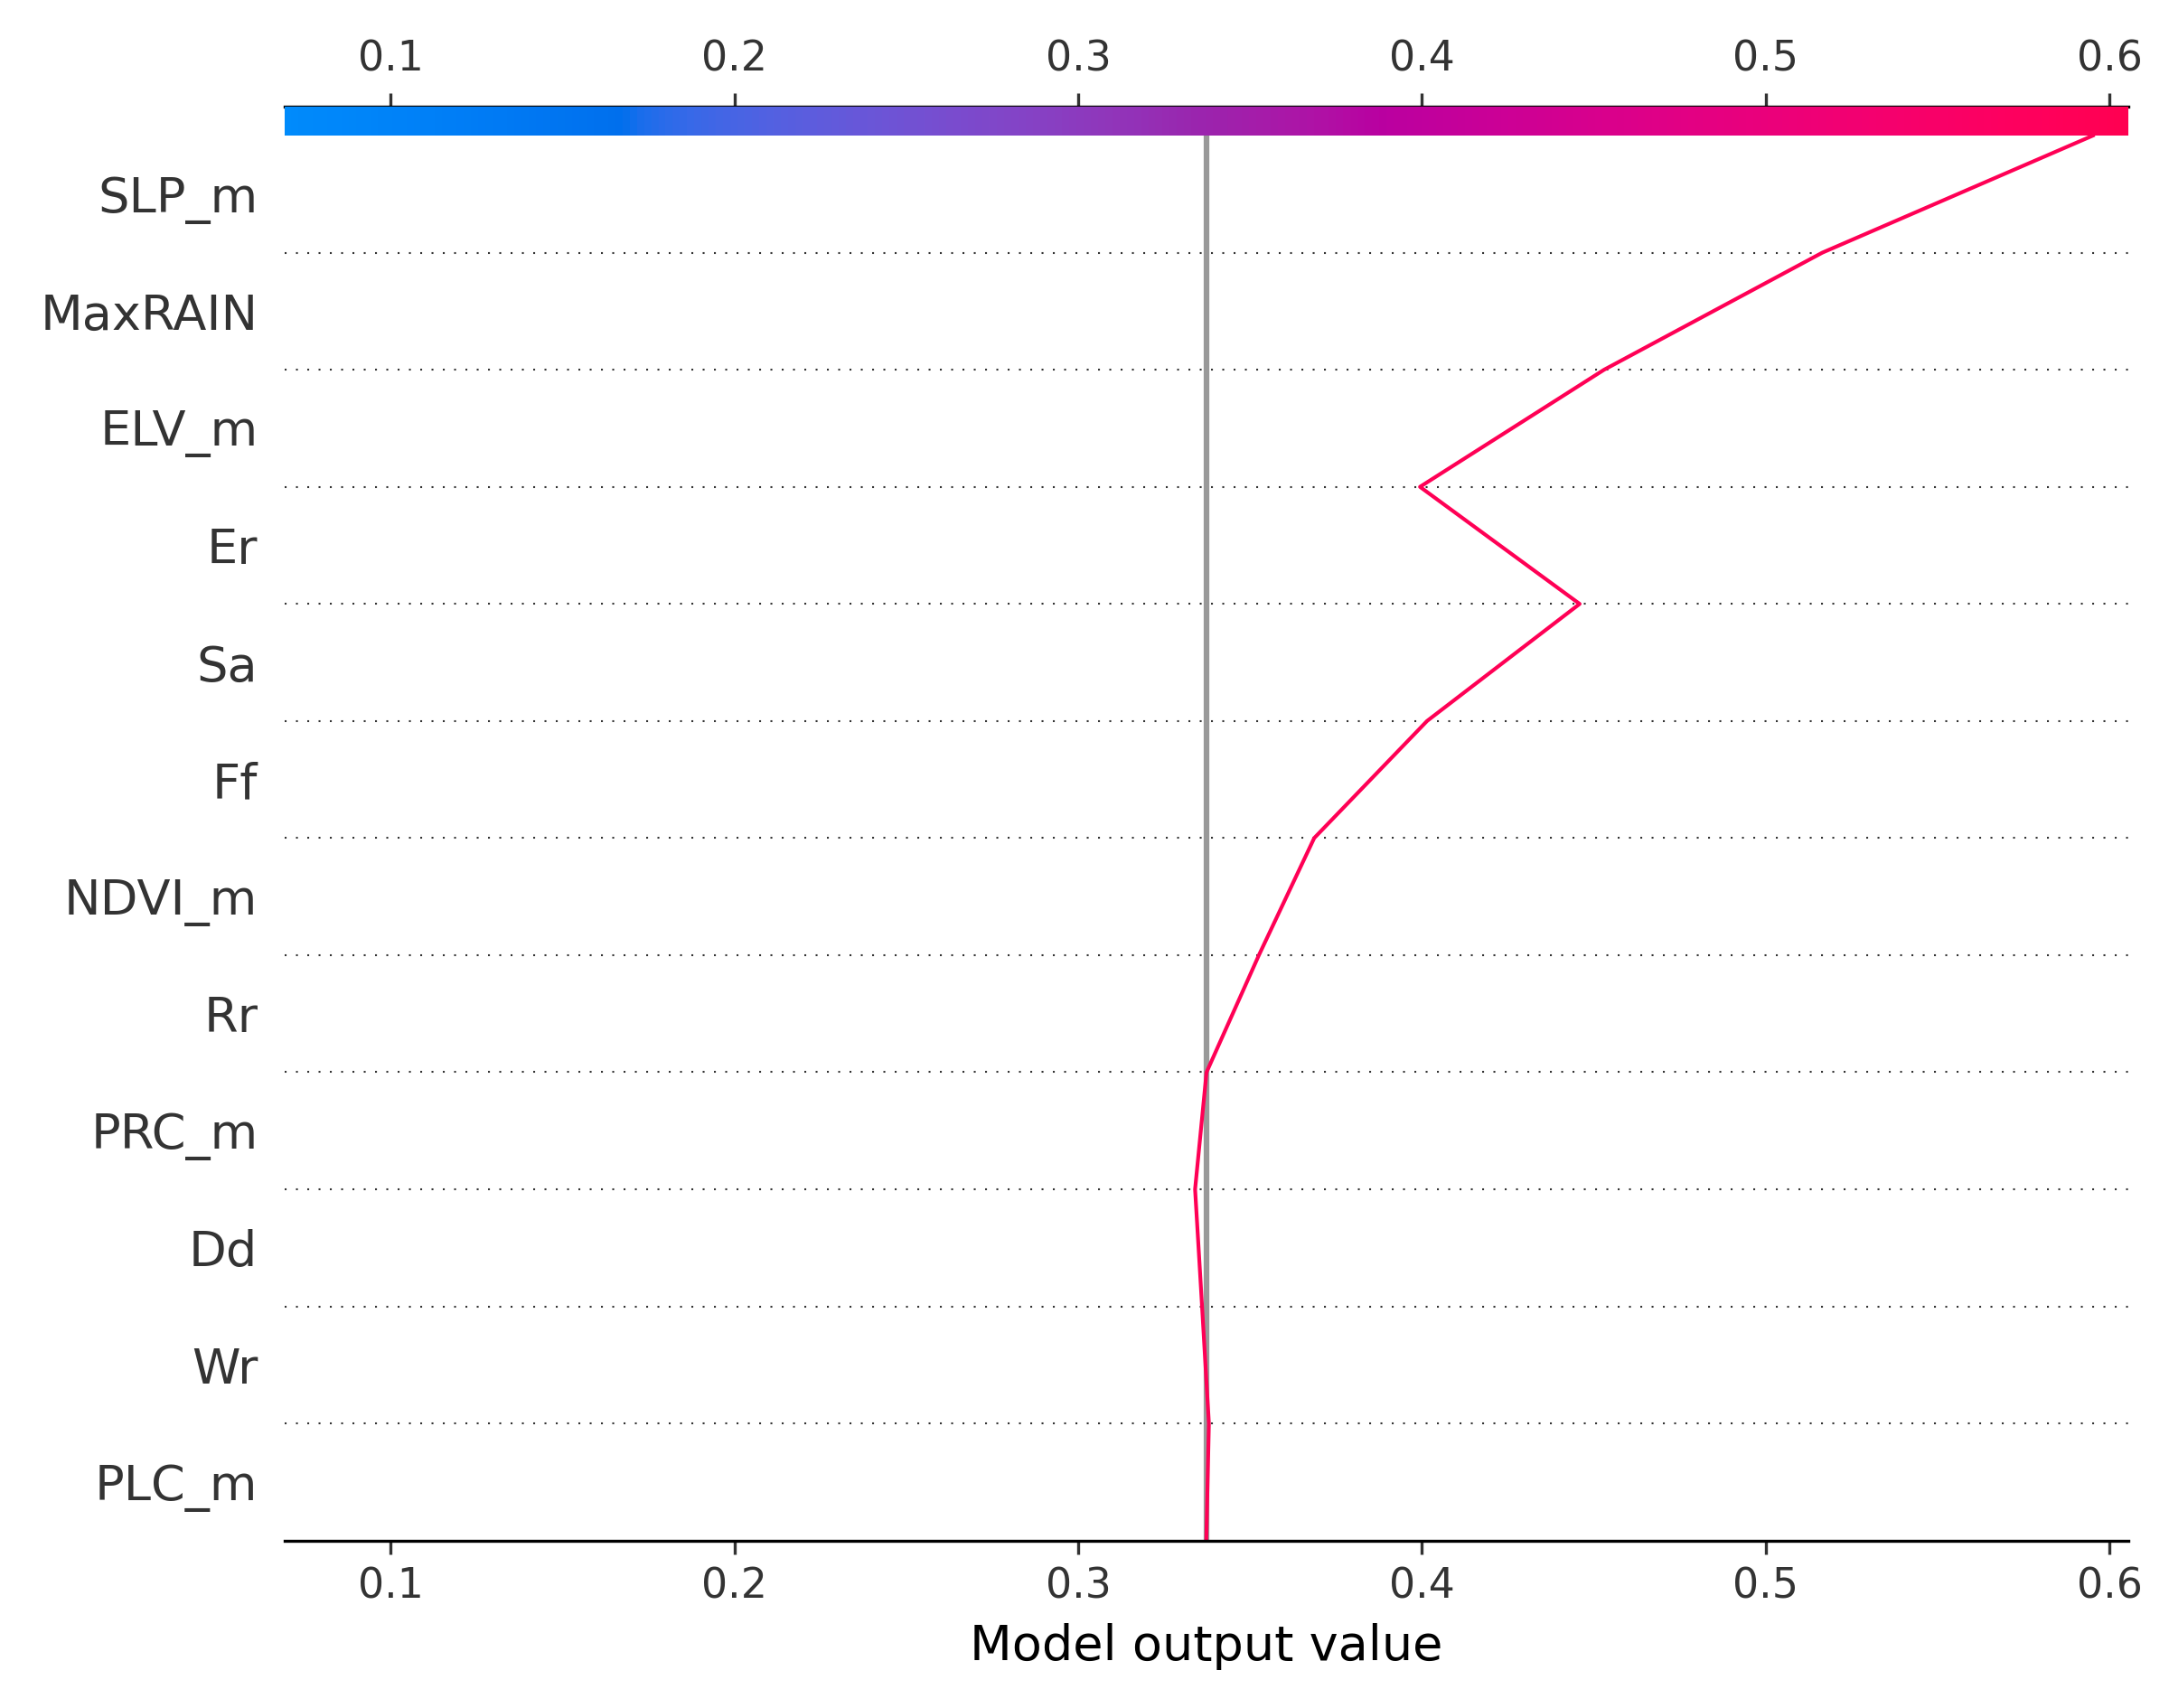 0.1 0.2 0.3 0.4 0.5 0.6
SLP_m
MaxRAIN
ELV_m
Er
Sa
Ff
NDVI_m
Rr
PRC_m
Dd
Wr
PLC_m
0.1 0.2 0.3 0.4 0.5 0.6
Model output value